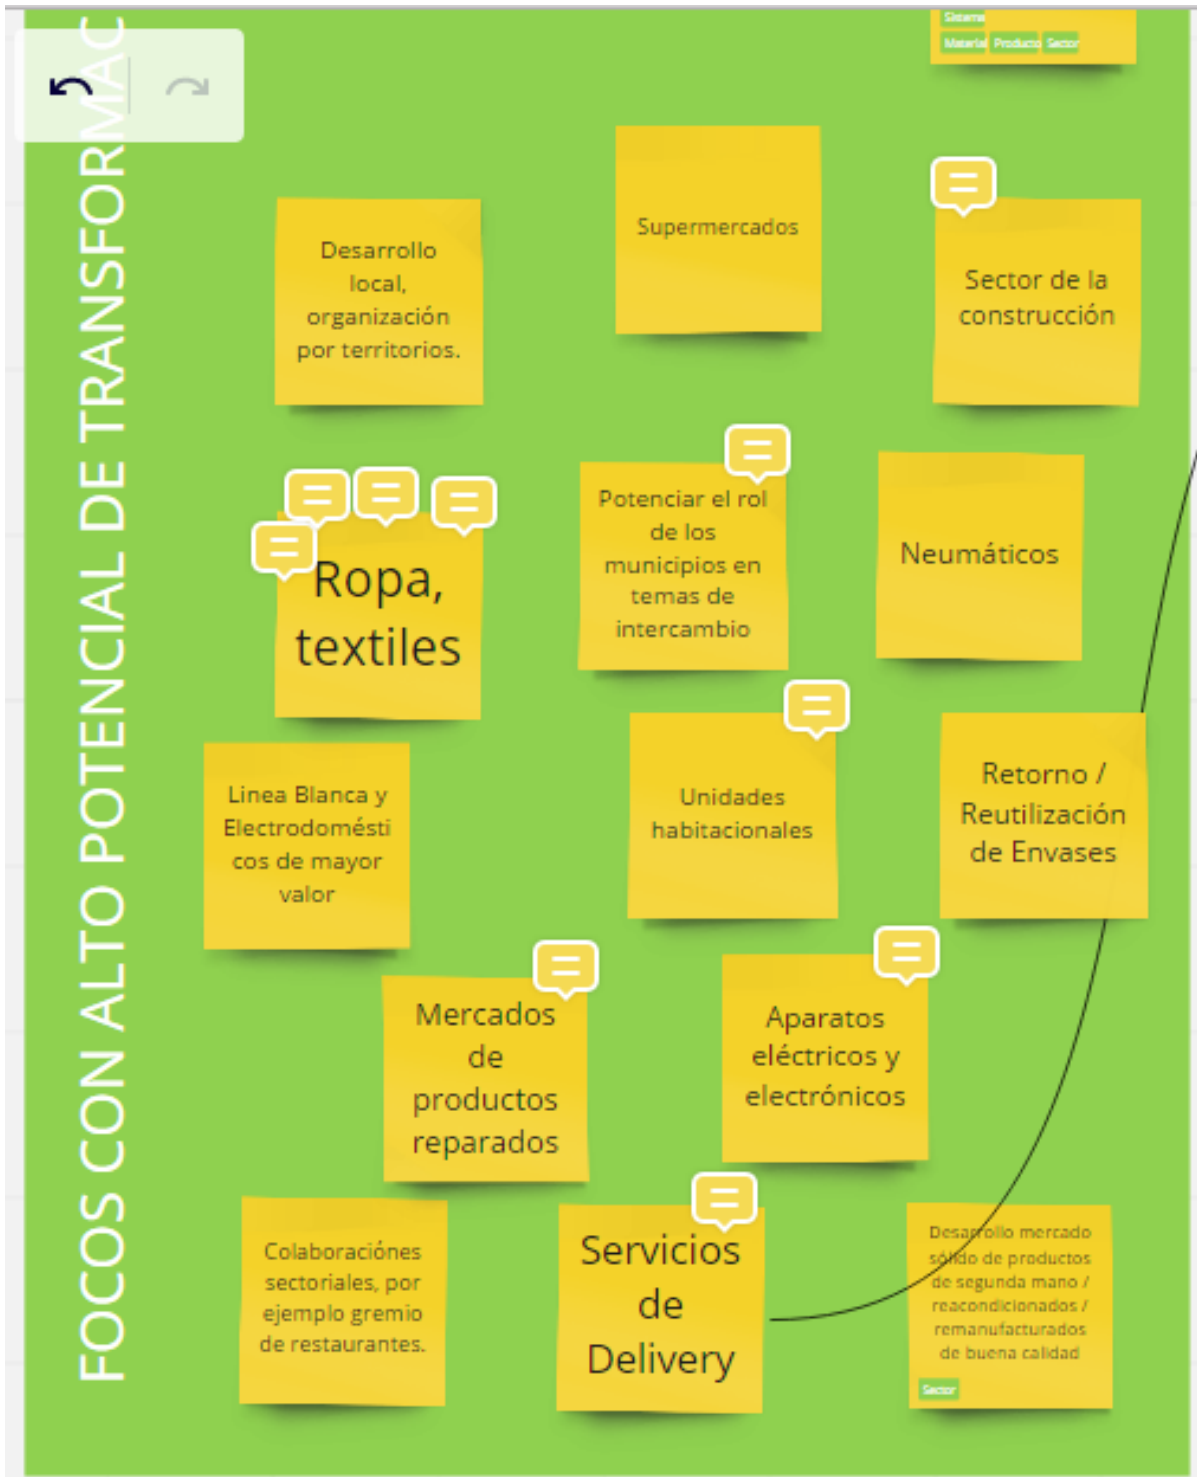 FOCOS CON ALTO POTENCIAL DE TRANSFORMAC
Sistema
Material Producto Sector
Desarrollo
local,
organización
por territorios.
Supermercados
Sector de la
construcción
Ropa,
textiles
Potenciar el rol
de los
municipios en
temas de
intercambio
Neumáticos
Linea Blanca y
Electrodomésti
cos de mayor
valor
Unidades
habitacionales
Retorno /
Reutilización
de Envases
Mercados
de
productos
reparados
Aparatos
eléctricos y
electrónicos
Colaboraciónes
sectoriales, por
ejemplo gremio
de restaurantes.
Servicios
de
Delivery
Desarrollo mercado
sólido de productos
de segunda mano /
reacondicionados /
remanufacturados
de buena calidad
Sector